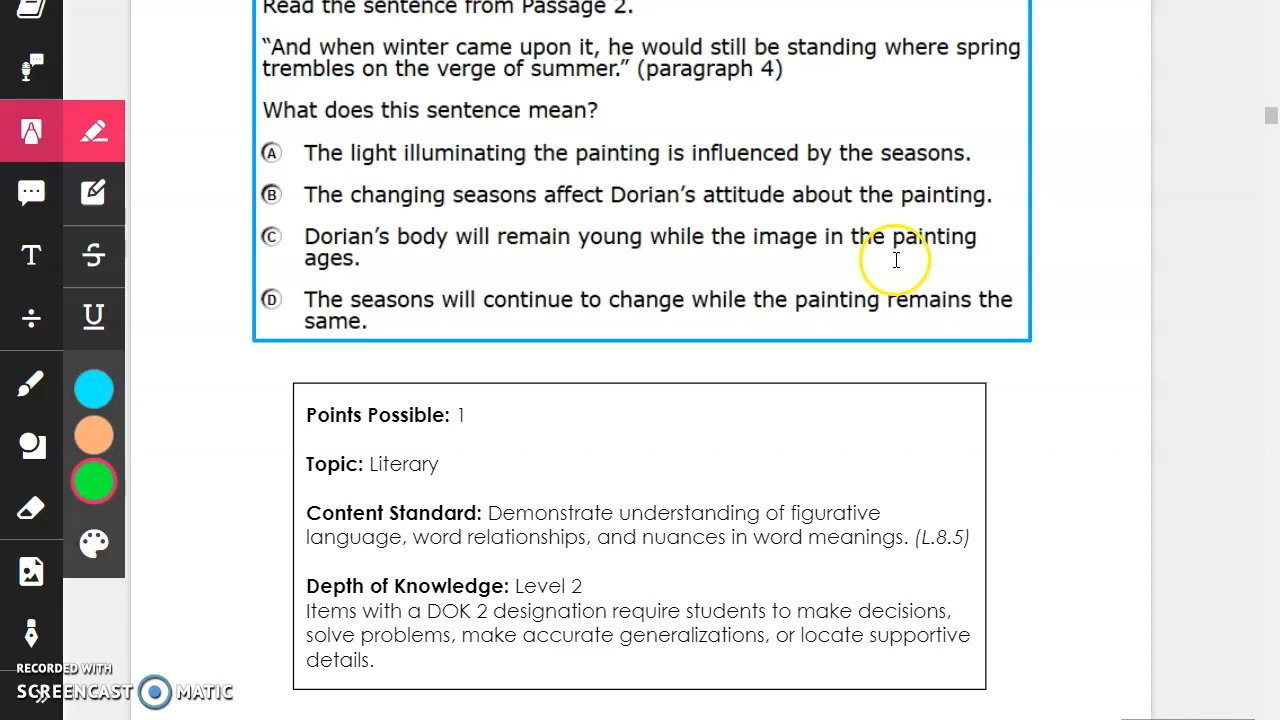 Read the sentence from Passage 2.
“And when winter came upon it, he would still be standing where spring
trembles on the verge of summer.” (paragraph 4)
What does this sentence mean?
A The light illuminating the painting is influenced by the seasons.
B The changing seasons affect Dorian’s attitude about the painting.
C Dorian’s body will remain young while the image in the painting
ages.
D The seasons will continue to change while the painting remains the
same.
Points Possible: 1
Topic: Literary
Content Standard: Demonstrate understanding of figurative
language, word relationships, and nuances in word meanings. (L.8.5)
Depth of Knowledge: Level 2
Items with a DOK 2 designation require students to make decisions,
solve problems, make accurate generalizations, or locate supportive
details.
RECORDED WITH
SCREENCAST MATIC